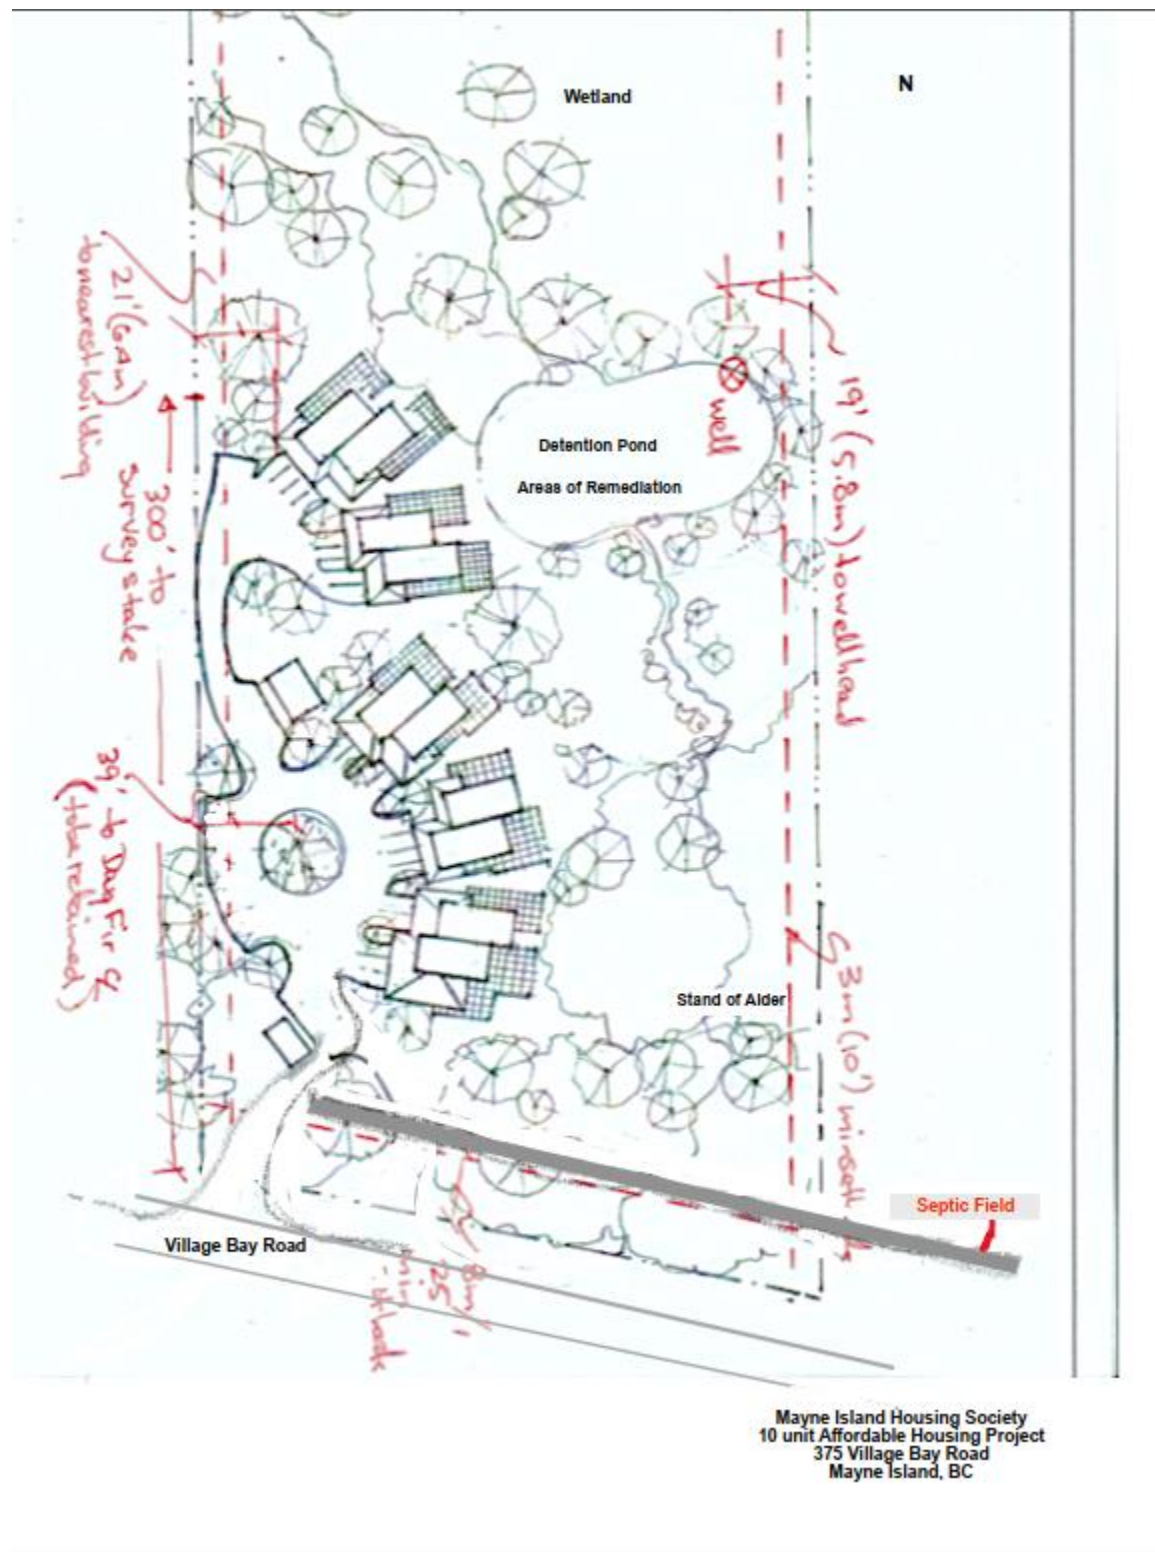 Wetland
N
21' (6.4m)
to nearest building
300' to
survey stake
well
Detention Pond
Areas of Remediation
19' (5.8m) to wellhead
39' to Doug Fir &
(to be retained)
Stand of Alder
3m (10') min
Septic Field
Village Bay Road
8m /
25'
min
Mayne Island Housing Society
10 unit Affordable Housing Project
375 Village Bay Road
Mayne Island, BC